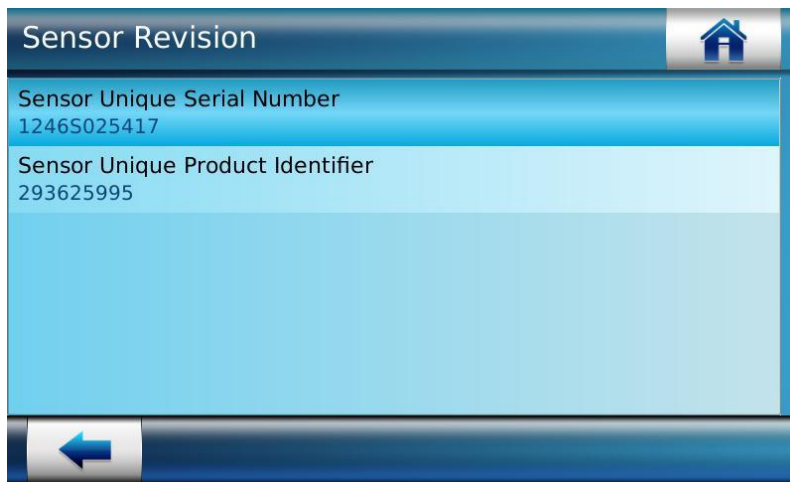 Sensor Revision
Sensor Unique Serial Number
1246S025417
Sensor Unique Product Identifier
293625995